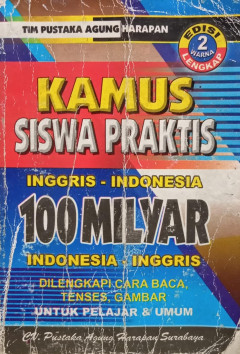 TIM PUSTAKA AGUNG HARAPAN
EDISI
2
WARNA
LENGKAP
KAMUS
SISWA PRAKTIS
INGGRIS - INDONESIA
100 MILYAR
INDONESIA - INGGRIS
DILENGKAPI CARA BACA,
TENSES, GAMBAR
UNTUK PELAJAR & UMUM
CV. Pustaka Agung Harapan Surabaya